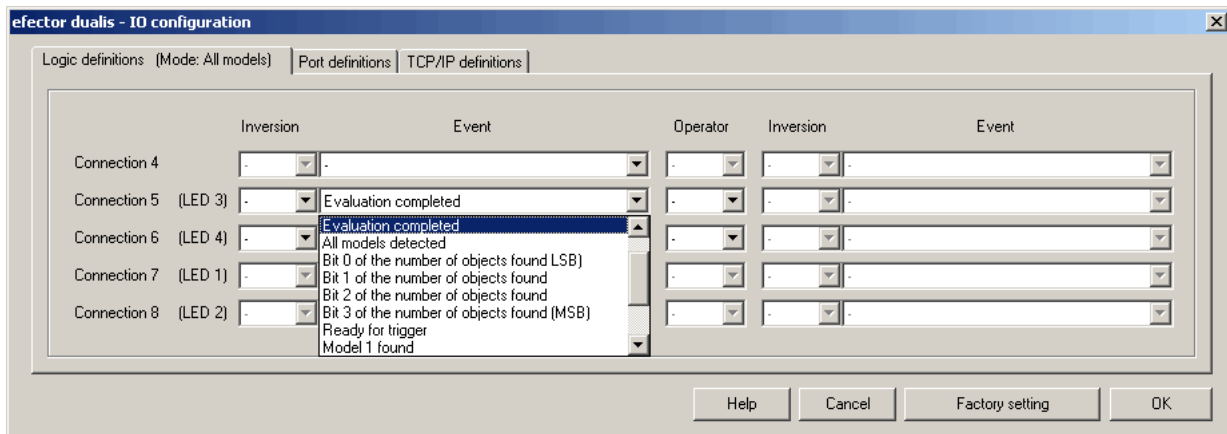 efector dualis - IO configuration
Logic definitions (Mode: All models) Port definitions TCP/IP definitions
Inversion Event Operator Inversion Event
Connection 4 - - - - -
Connection 5 (LED 3) - Evaluation completed - - -
Evaluation completed
Connection 6 (LED 4) - All models detected - - -
Bit 0 of the number of objects found LSB)
Connection 7 (LED 1) - Bit 1 of the number of objects found - - -
Bit 2 of the number of objects found
Connection 8 (LED 2) - Bit 3 of the number of objects found (MSB) - - -
Ready for trigger
Model 1 found
Help Cancel Factory setting OK